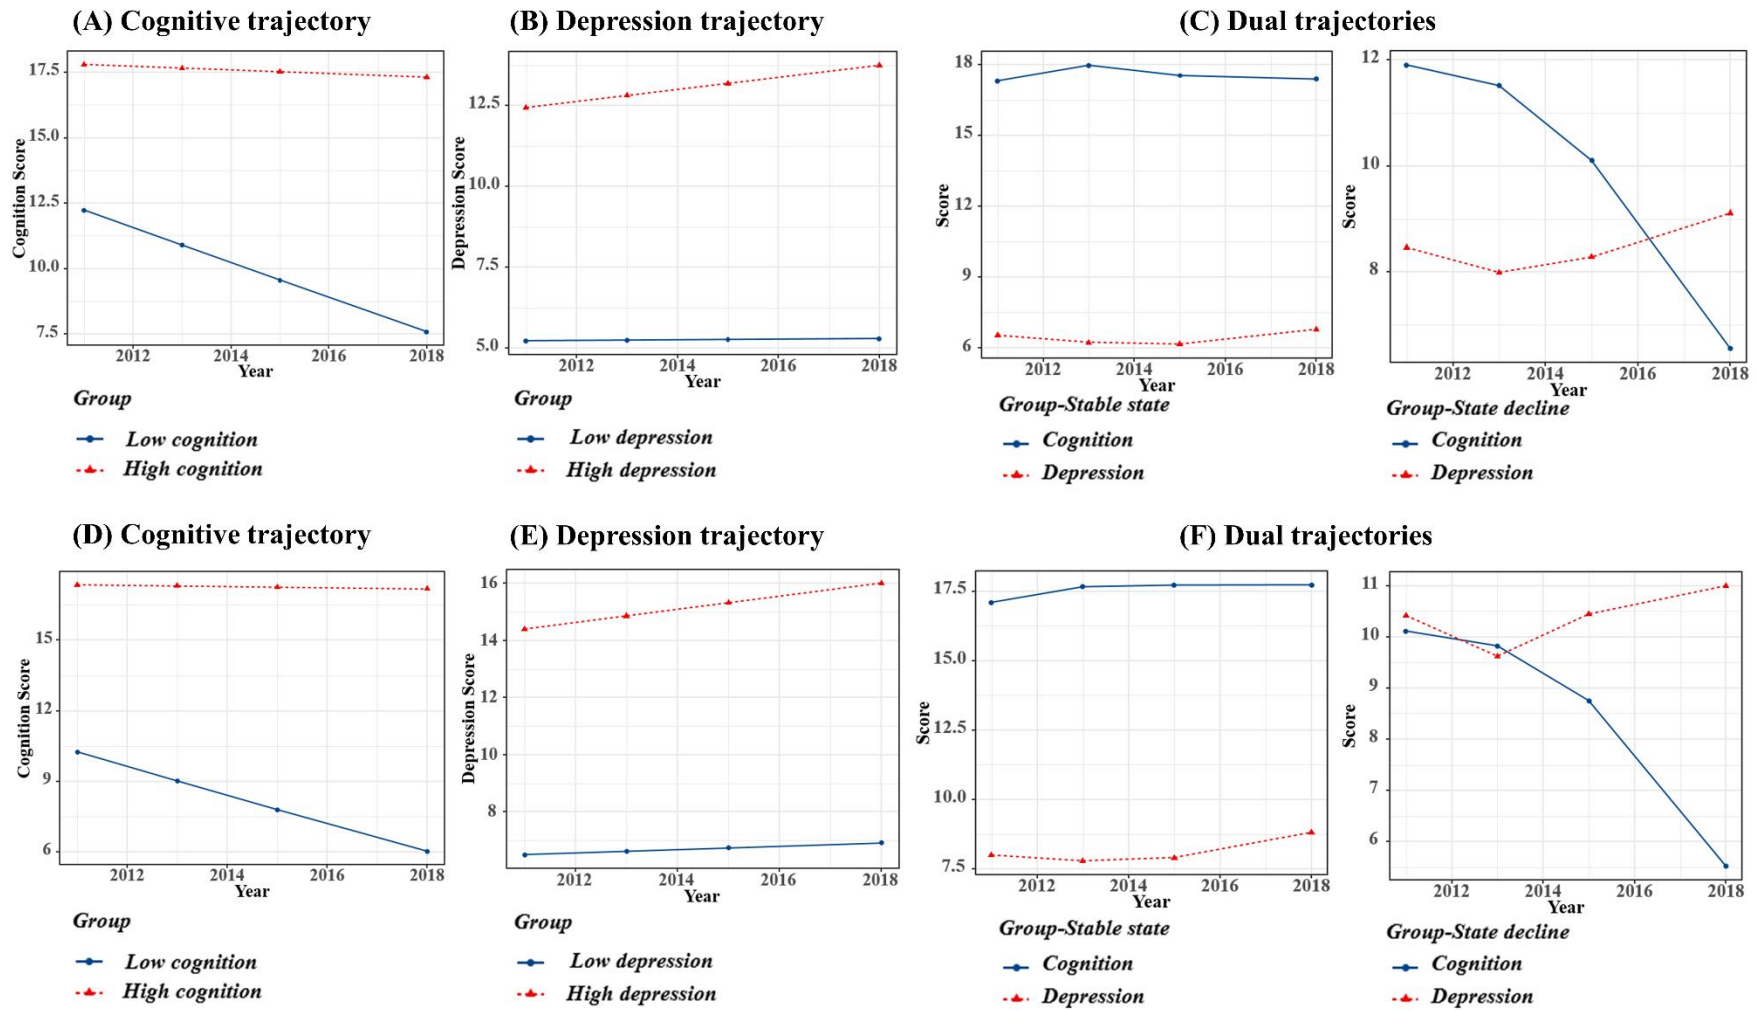 (A) Cognitive trajectory
17.5
15.0
12.5
10.0
7.5
Cognition Score
2012 2014 2016 2018
Year
Group
Low cognition
High cognition
(B) Depression trajectory
12.5
10.0
7.5
5.0
Depression Score
2012 2014 2016 2018
Year
Group
Low depression
High depression
(C) Dual trajectories
18
15
12
9
6
Score
2012 2014 2016 2018
Year
Group-Stable state
Cognition
Depression
12
10
8
Score
2012 2014 2016 2018
Year
Group-State decline
Cognition
Depression
(D) Cognitive trajectory
15
12
9
6
Cognition Score
2012 2014 2016 2018
Year
Group
Low cognition
High cognition
(E) Depression trajectory
16
14
12
10
8
Depression Score
2012 2014 2016 2018
Year
Group
Low depression
High depression
(F) Dual trajectories
17.5
15.0
12.5
10.0
7.5
Score
2012 2014 2016 2018
Year
Group-Stable state
Cognition
Depression
11
10
9
8
7
6
Score
2012 2014 2016 2018
Year
Group-State decline
Cognition
Depression